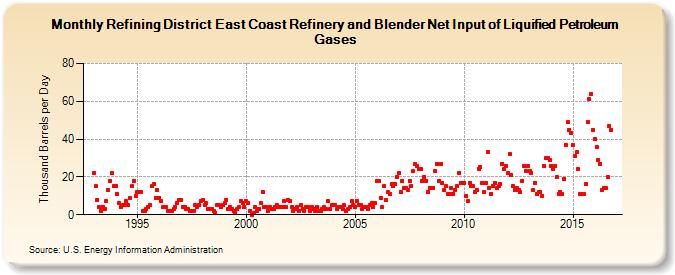 Monthly Refining District East Coast Refinery and Blender Net Input of Liquified Petroleum
Gases
Thousand Barrels per Day
80
60
40
20
0
1995
2000
2005
2010
2015
Source: U.S. Energy Information Administration